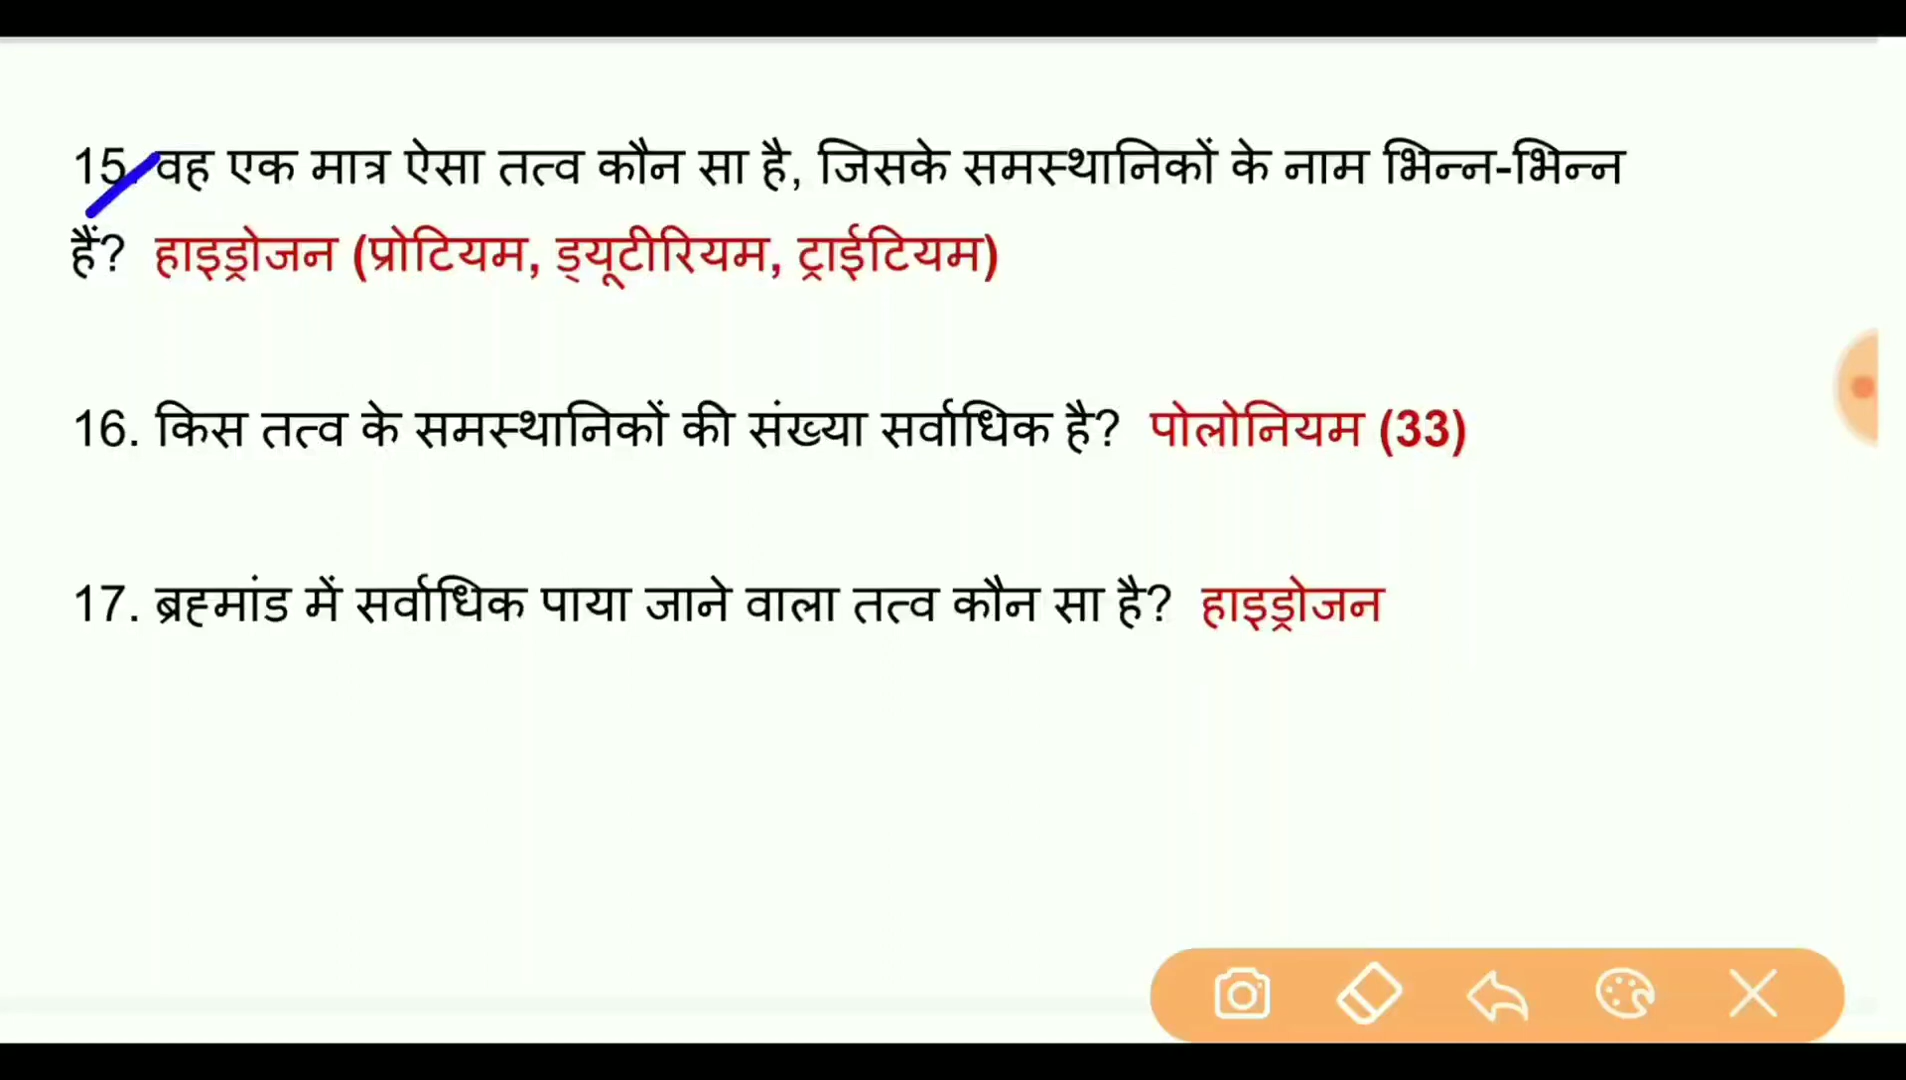 15. वह एक मात्र ऐसा तत्व कौन सा है, जिसके समस्थानिकों के नाम भिन्न-भिन्न
हैं? हाइड्रोजन (प्रोटियम, ड्यूटीरियम, ट्राईटियम)
16. किस तत्व के समस्थानिकों की संख्या सर्वाधिक है? पोलोनियम (33)
17. ब्रह्मांड में सर्वाधिक पाया जाने वाला तत्व कौन सा है? हाइड्रोजन